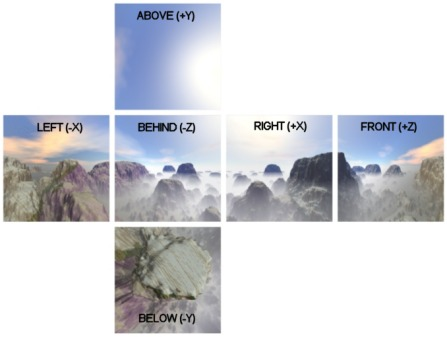 ABOVE (+Y)
LEFT (-X)
BEHIND (-Z)
RIGHT (+X)
FRONT (+Z)
BELOW (-Y)